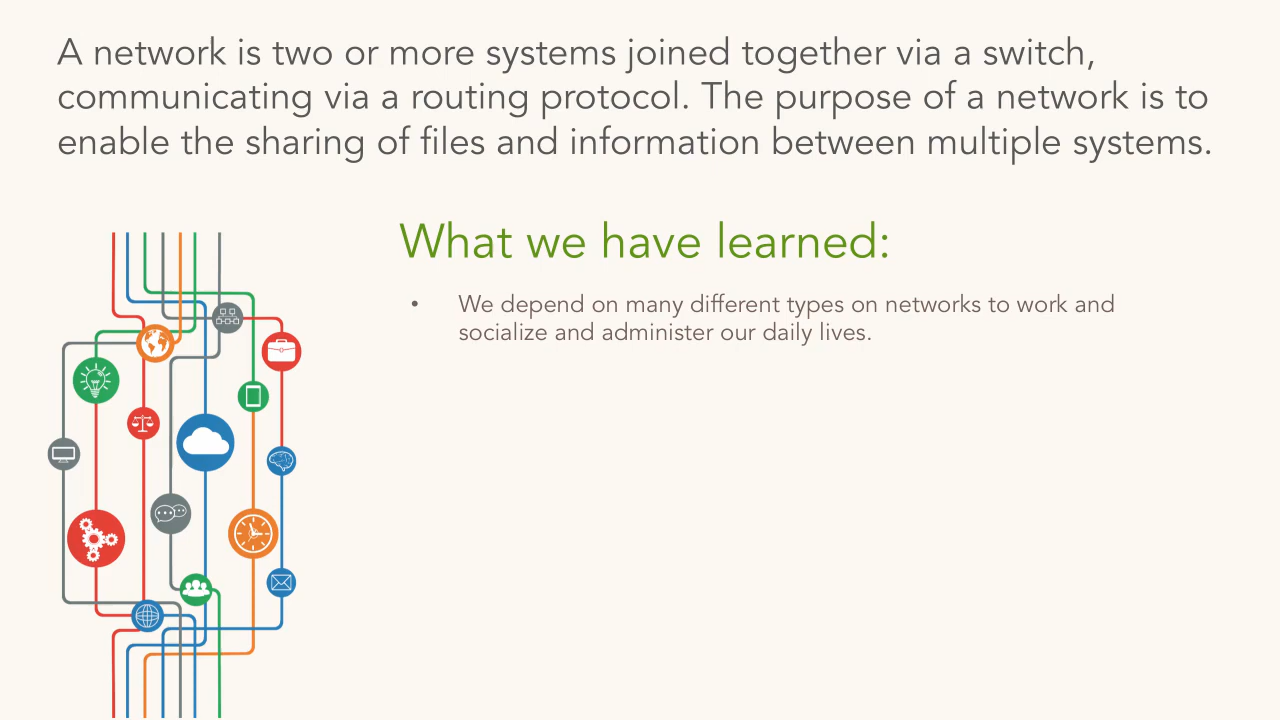 A network is two or more systems joined together via a switch,
communicating via a routing protocol. The purpose of a network is to
enable the sharing of files and information between multiple systems.
What we have learned:
• We depend on many different types on networks to work and
socialize and administer our daily lives.